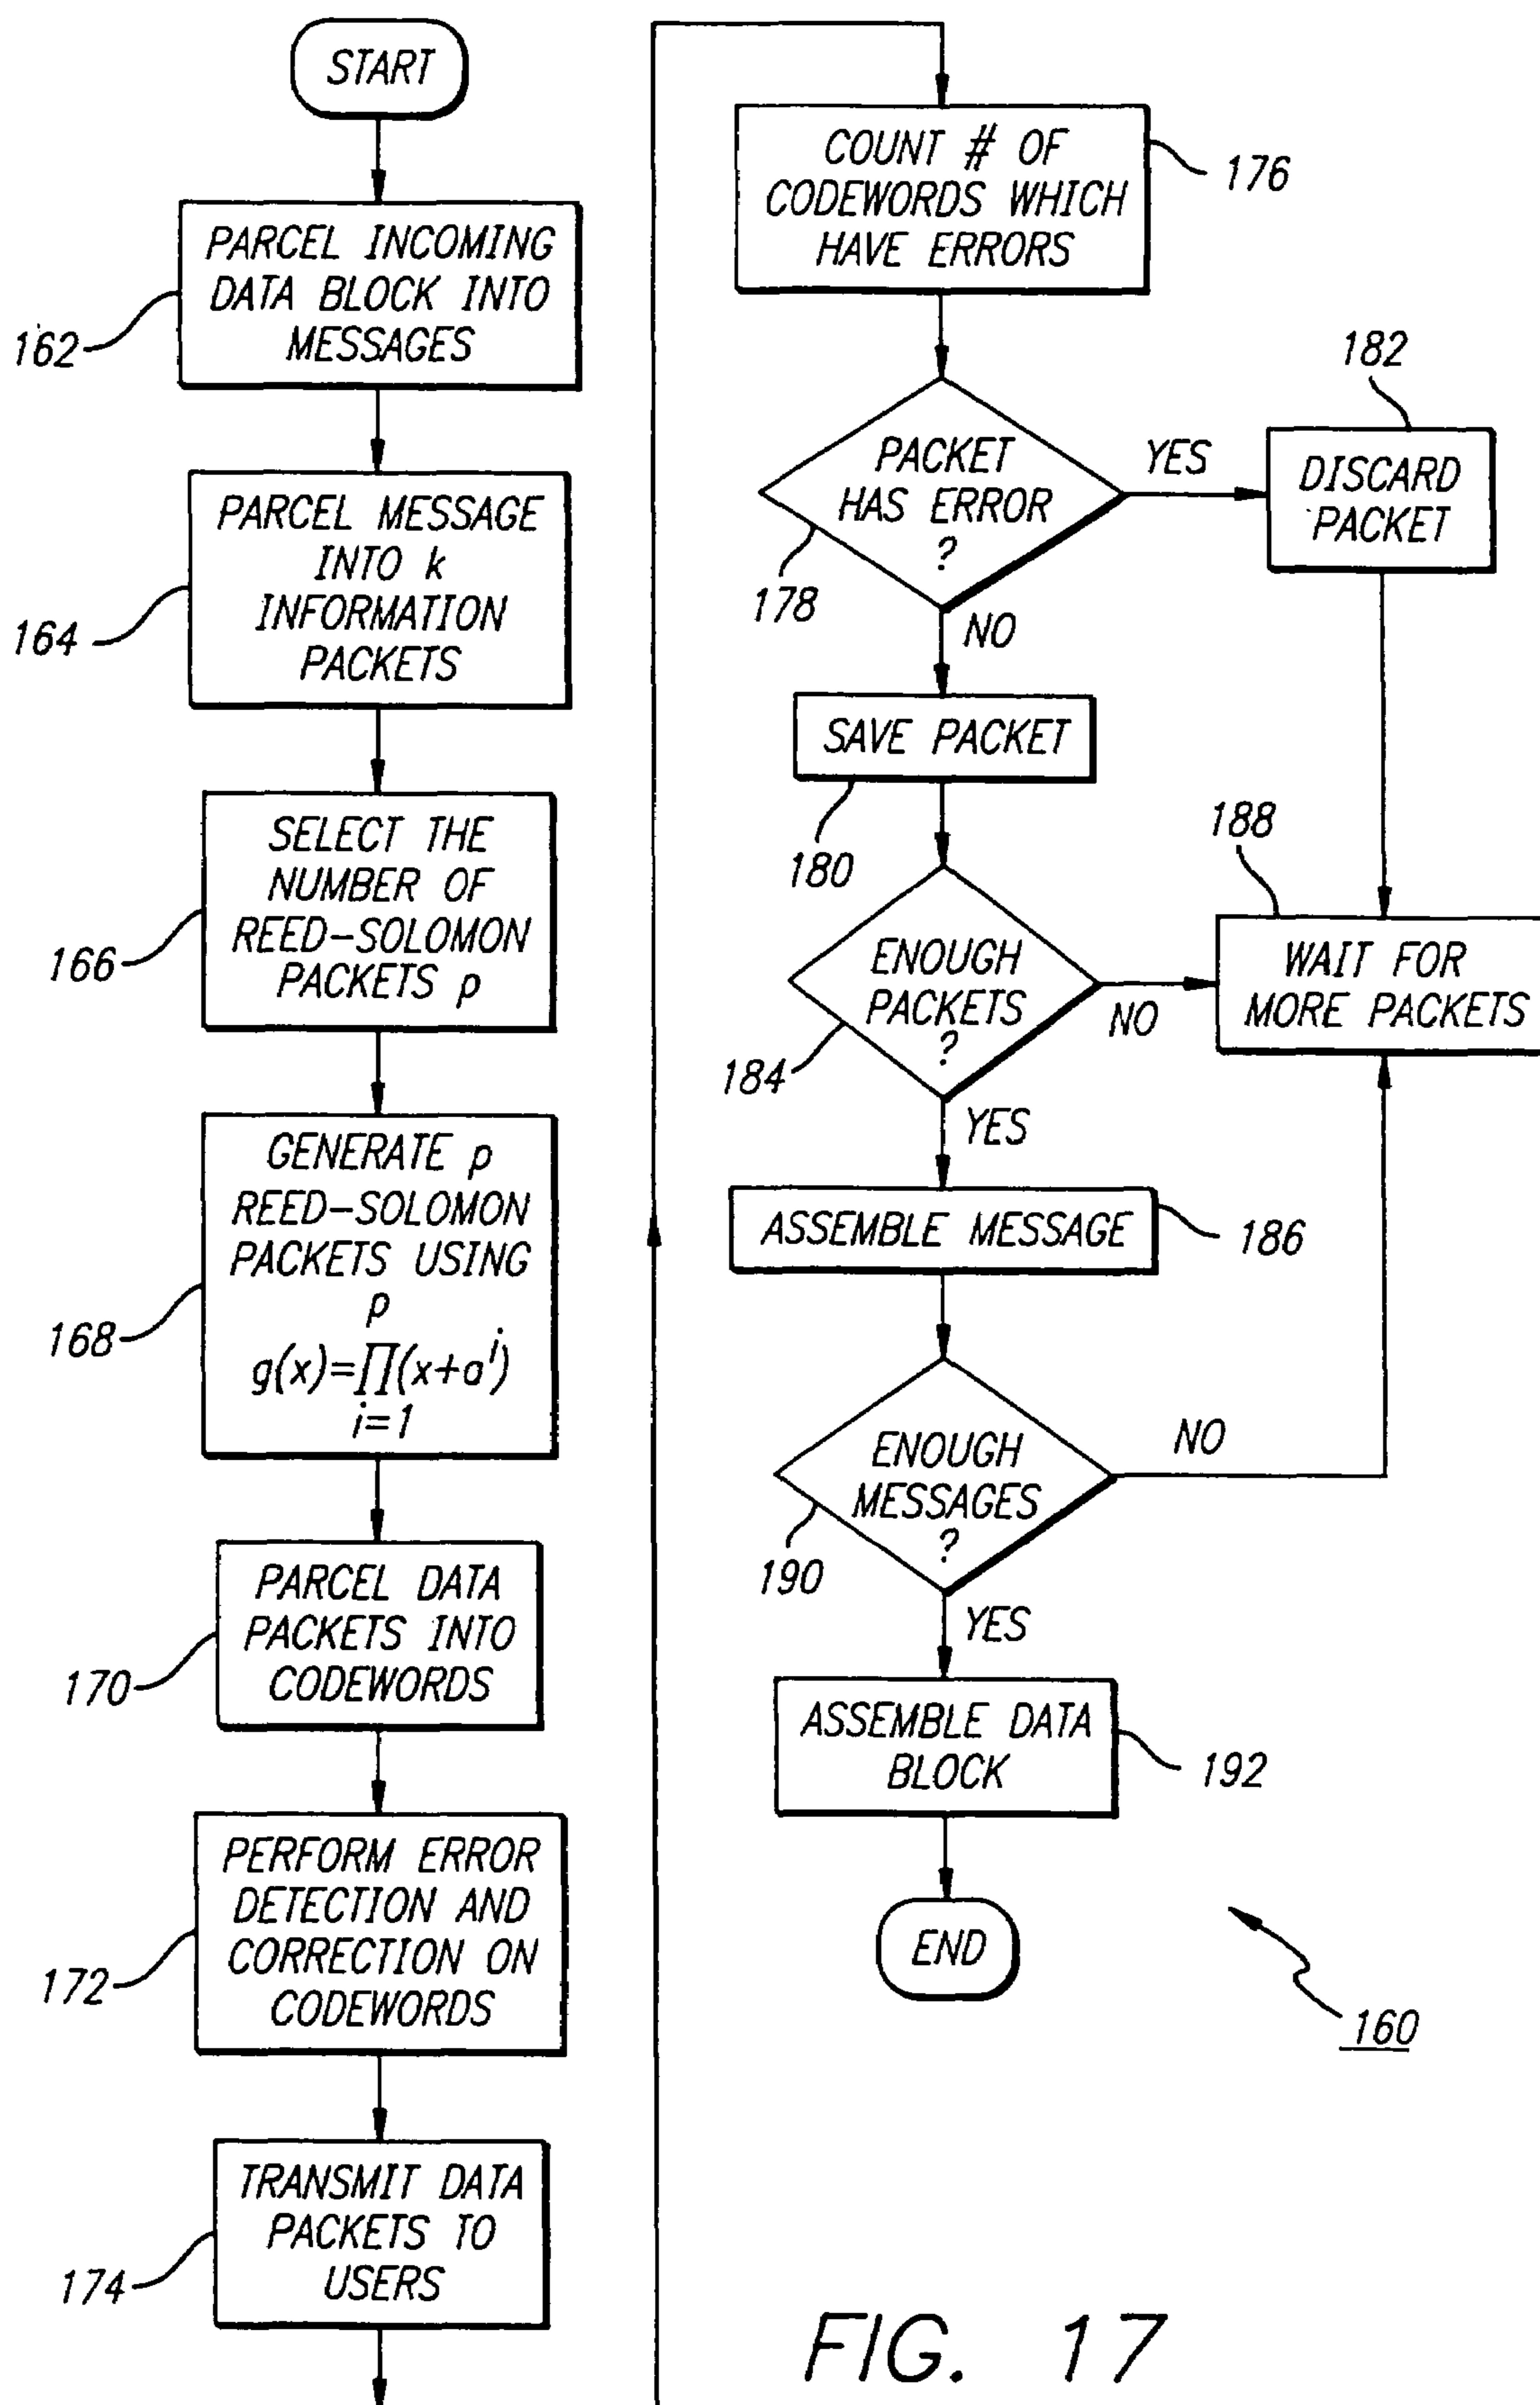 START
PARCEL INCOMING
DATA BLOCK INTO
MESSAGES
162
PARCEL MESSAGE
INTO k
INFORMATION
PACKETS
164
SELECT THE
NUMBER OF
REED-SOLOMON
PACKETS p
166
GENERATE p
REED-SOLOMON
PACKETS USING
p
g(x)=∏(x+a^i)
i=1
168
PARCEL DATA
PACKETS INTO
CODEWORDS
170
PERFORM ERROR
DETECTION AND
CORRECTION ON
CODEWORDS
172
TRANSMIT DATA
PACKETS TO
USERS
174
COUNT # OF
CODEWORDS WHICH
HAVE ERRORS
176
PACKET
HAS ERROR
?
178
YES
182
DISCARD
PACKET
NO
SAVE PACKET
180
ENOUGH
PACKETS
?
184
NO
188
WAIT FOR
MORE PACKETS
YES
ASSEMBLE MESSAGE
186
ENOUGH
MESSAGES
?
190
NO
YES
ASSEMBLE DATA
BLOCK
192
END
160
FIG. 17